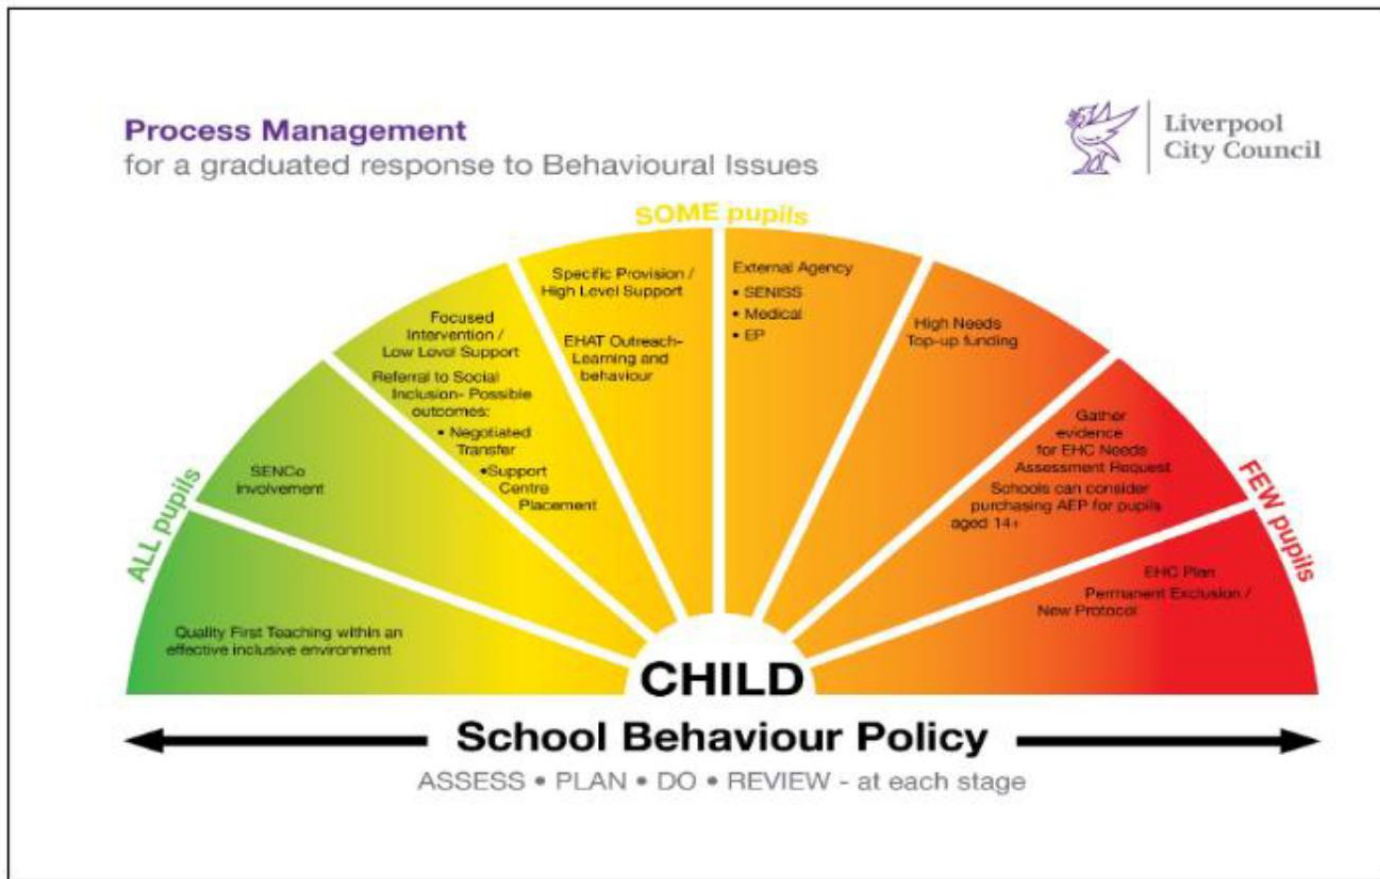 Process Management
for a graduated response to Behavioural Issues
Liverpool
City Council
ALL pupils
SOME pupils
FEW pupils
Quality First Teaching within an
effective inclusive environment
SENCo
involvement
Focused
Intervention /
Low Level Support
Referral to Social
Inclusion- Possible
outcomes:
• Negotiated
Transfer
•Support
Centre
Placement
Specific Provision /
High Level Support
EHAT Outreach-
Learning and
behaviour
External Agency
• SENISS
• Medical
• EP
High Needs
Top-up funding
Gather
evidence
for EHC Needs
Assessment Request
Schools can consider
purchasing AEP for pupils
aged 14+
EHC Plan
Permanent Exclusion /
New Protocol
CHILD
School Behaviour Policy
ASSESS • PLAN • DO • REVIEW - at each stage